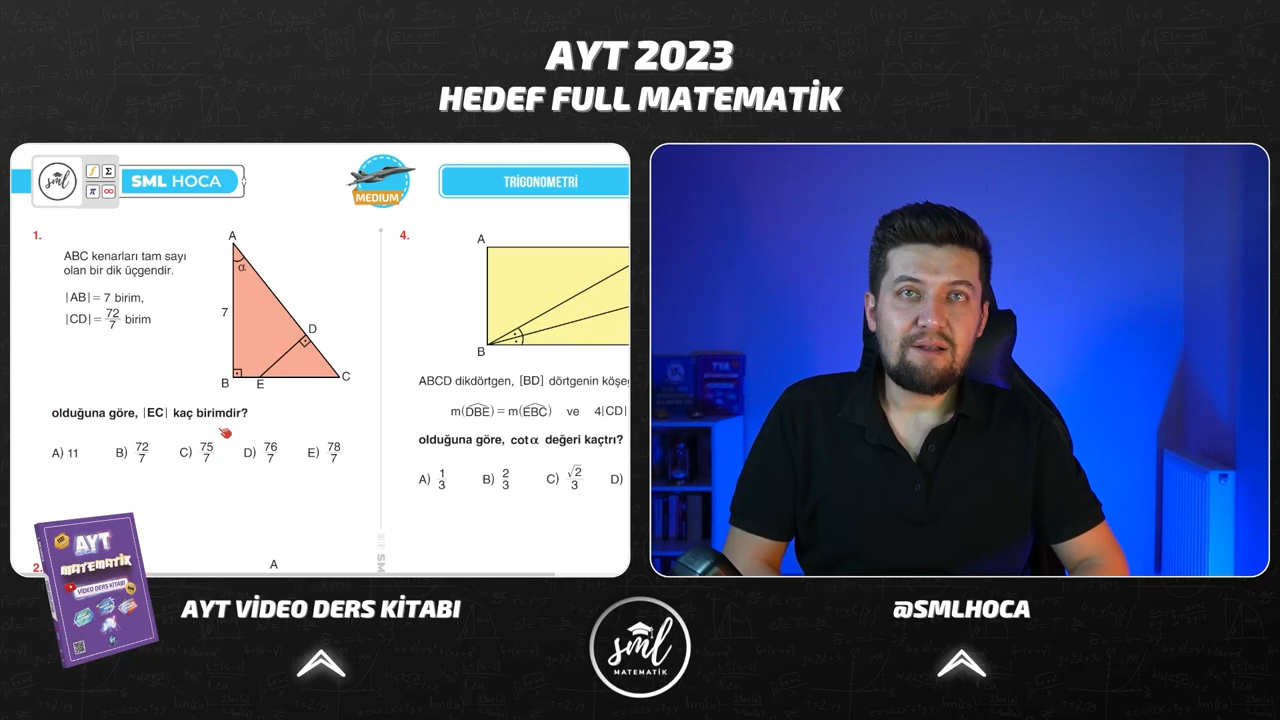 AYT 2023
HEDEF FULL MATEMATİK
sml
∫ Σ
π ∞
SML HOCA
MEDIUM
TRİGONOMETRİ
1.
ABC kenarları tam sayı
olan bir dik üçgendir.
|AB| = 7 birim,
|CD| = 72/7 birim
A
α
7
D
B
E
C
olduğuna göre, |EC| kaç birimdir?
A) 11 B) 72/7 C) 75/7 D) 76/7 E) 78/7
2.
A
4.
A
B
ABCD dikdörtgen, [BD] dörtgenin köşeg
m(DBE) = m(EBC) ve 4|CD|
olduğuna göre, cot α değeri kaçtrı?
A) 1/3 B) 2/3 C) √2/3 D)
AYT
MATEMATİK
VİDEO DERS KİTABI
AYT VİDEO DERS KİTABI
sml
MATEMATİK
@SMLHOCA